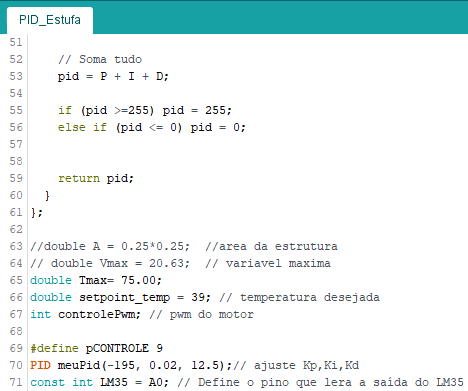 PID_Estufa
51
52 // Soma tudo
53 pid = P + I + D;
54
55 if (pid >=255) pid = 255;
56 else if (pid <= 0) pid = 0;
57
58
59 return pid;
60 }
61 };
62
63 //double A = 0.25*0.25; //area da estrutura
64 // double Vmax = 20.63; // variavel maxima
65 double Tmax= 75.00;
66 double setpoint_temp = 39; // temperatura desejada
67 int controlePwm; // pwm do motor
68
69 #define pCONTROLE 9
70 PID meuPid(-195, 0.02, 12.5);// ajuste Kp,Ki,Kd
71 const int LM35 = A0; // Define o pino que lera a saída do LM35